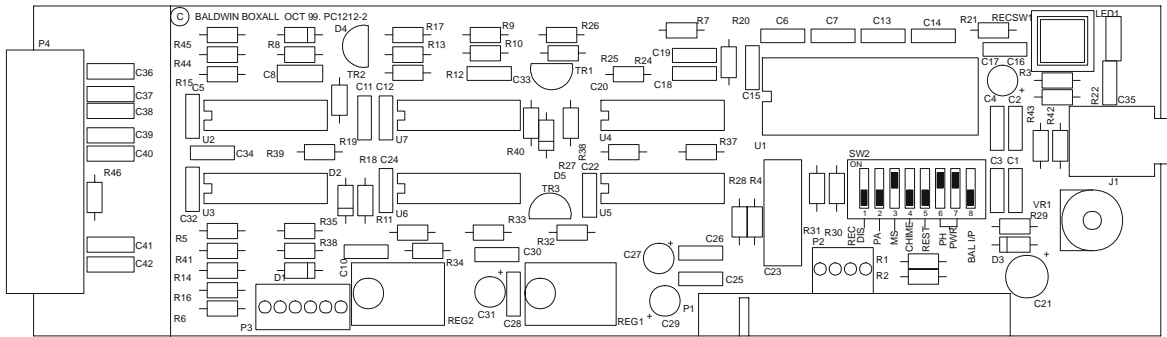 C BALDWIN BOXALL OCT 99. PC1212-2
P4
C36
C37
C38
C39
C40
R46
C41
C42
R45
R44
R15
R8
C8
D4
TR2
R17
R13
R9
R10
R12
C33
R26
TR1
R25
R24
C20
R7
C19
C18
R20
C15
C6
C7
C13
C14
R21
RECSW1
LED1
C17
C16
R3
R22
C35
C5
U2
C11
C12
R19
U7
R40
R38
U4
R37
U1
C4
C2
R43
R42
C34
R39
R18
C24
R27
D5
C22
TR3
U5
C32
U3
D2
R11
U6
R28
R4
C23
SW2
ON
1 2 3 4 5 6 7 8
REC
DIS
PA
MS
CHIME
REST
PH
PWR
BAL I/P
C3
C1
J1
VR1
R29
D3
C21
R5
R41
R14
R16
R6
R35
R38
D1
P3
C10
R34
REG2
R33
R32
C30
C31
C28
REG1
C27
C29
C26
C25
P1
R31
R30
P2
R1
R2